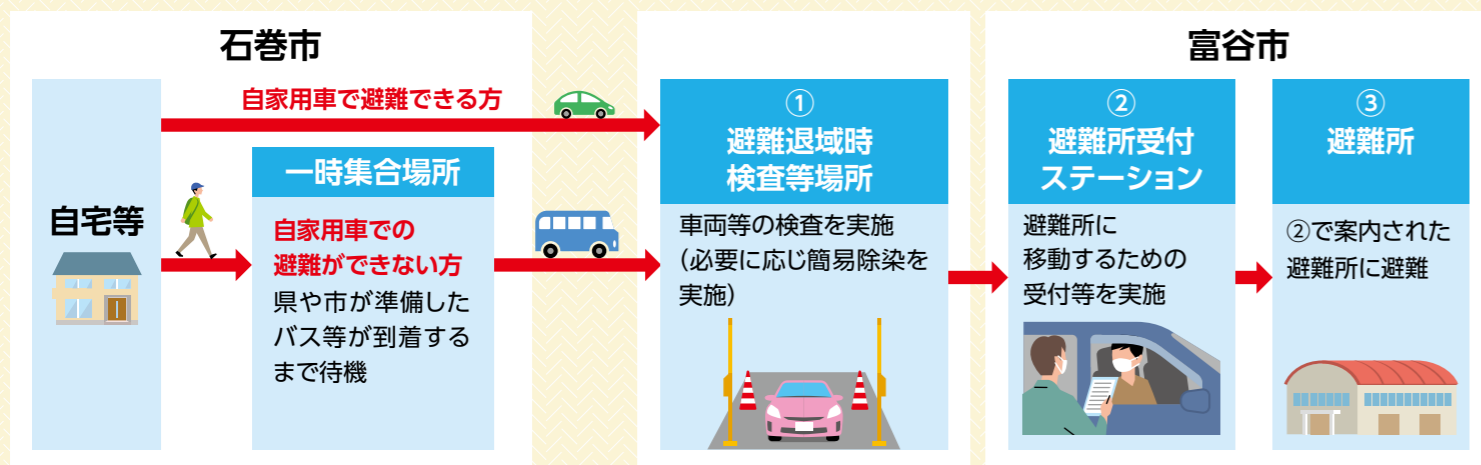 石巻市
自宅等
自家用車で避難できる方
一時集合場所
自家用車での
避難ができない方
県や市が準備した
バス等が到着する
まで待機
①
避難退域時
検査等場所
車両等の検査を実施
(必要に応じ簡易除染を
実施)
富谷市
②
避難所受付
ステーション
避難所に
移動するための
受付等を実施
③
避難所
②で案内された
避難所に避難